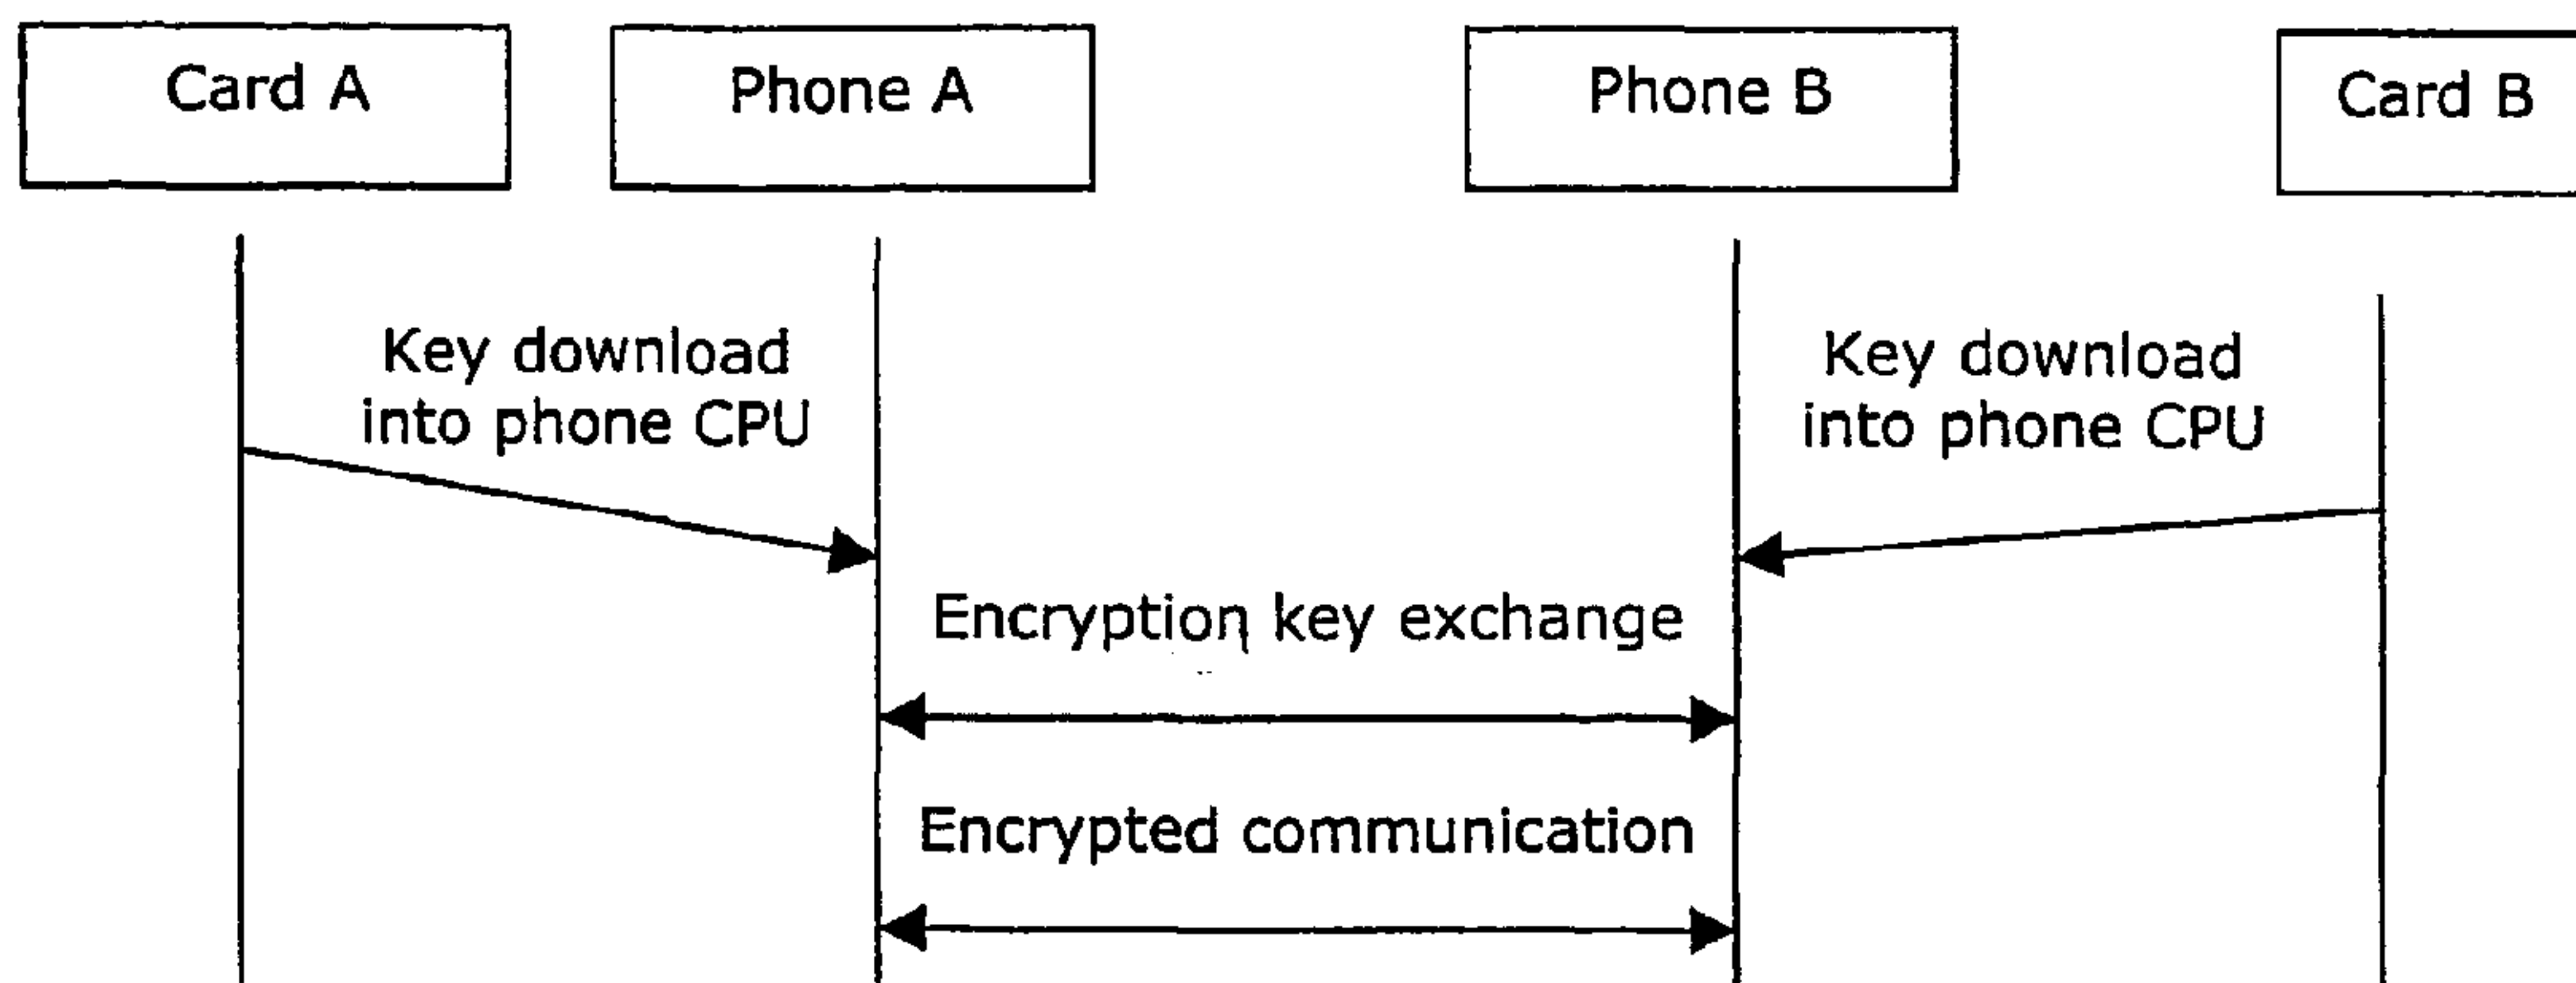 Card A
Phone A
Phone B
Card B
Key download
into phone CPU
Key download
into phone CPU
Encryption key exchange
Encrypted communication